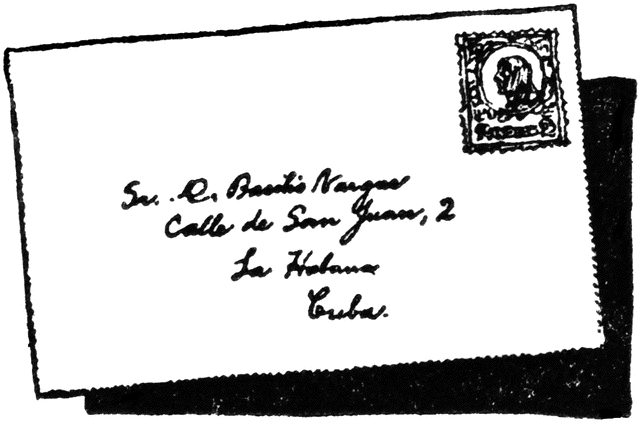 Sr. D. Basilio Vargas
Calle de San Juan, 2
La Habana
Cuba.